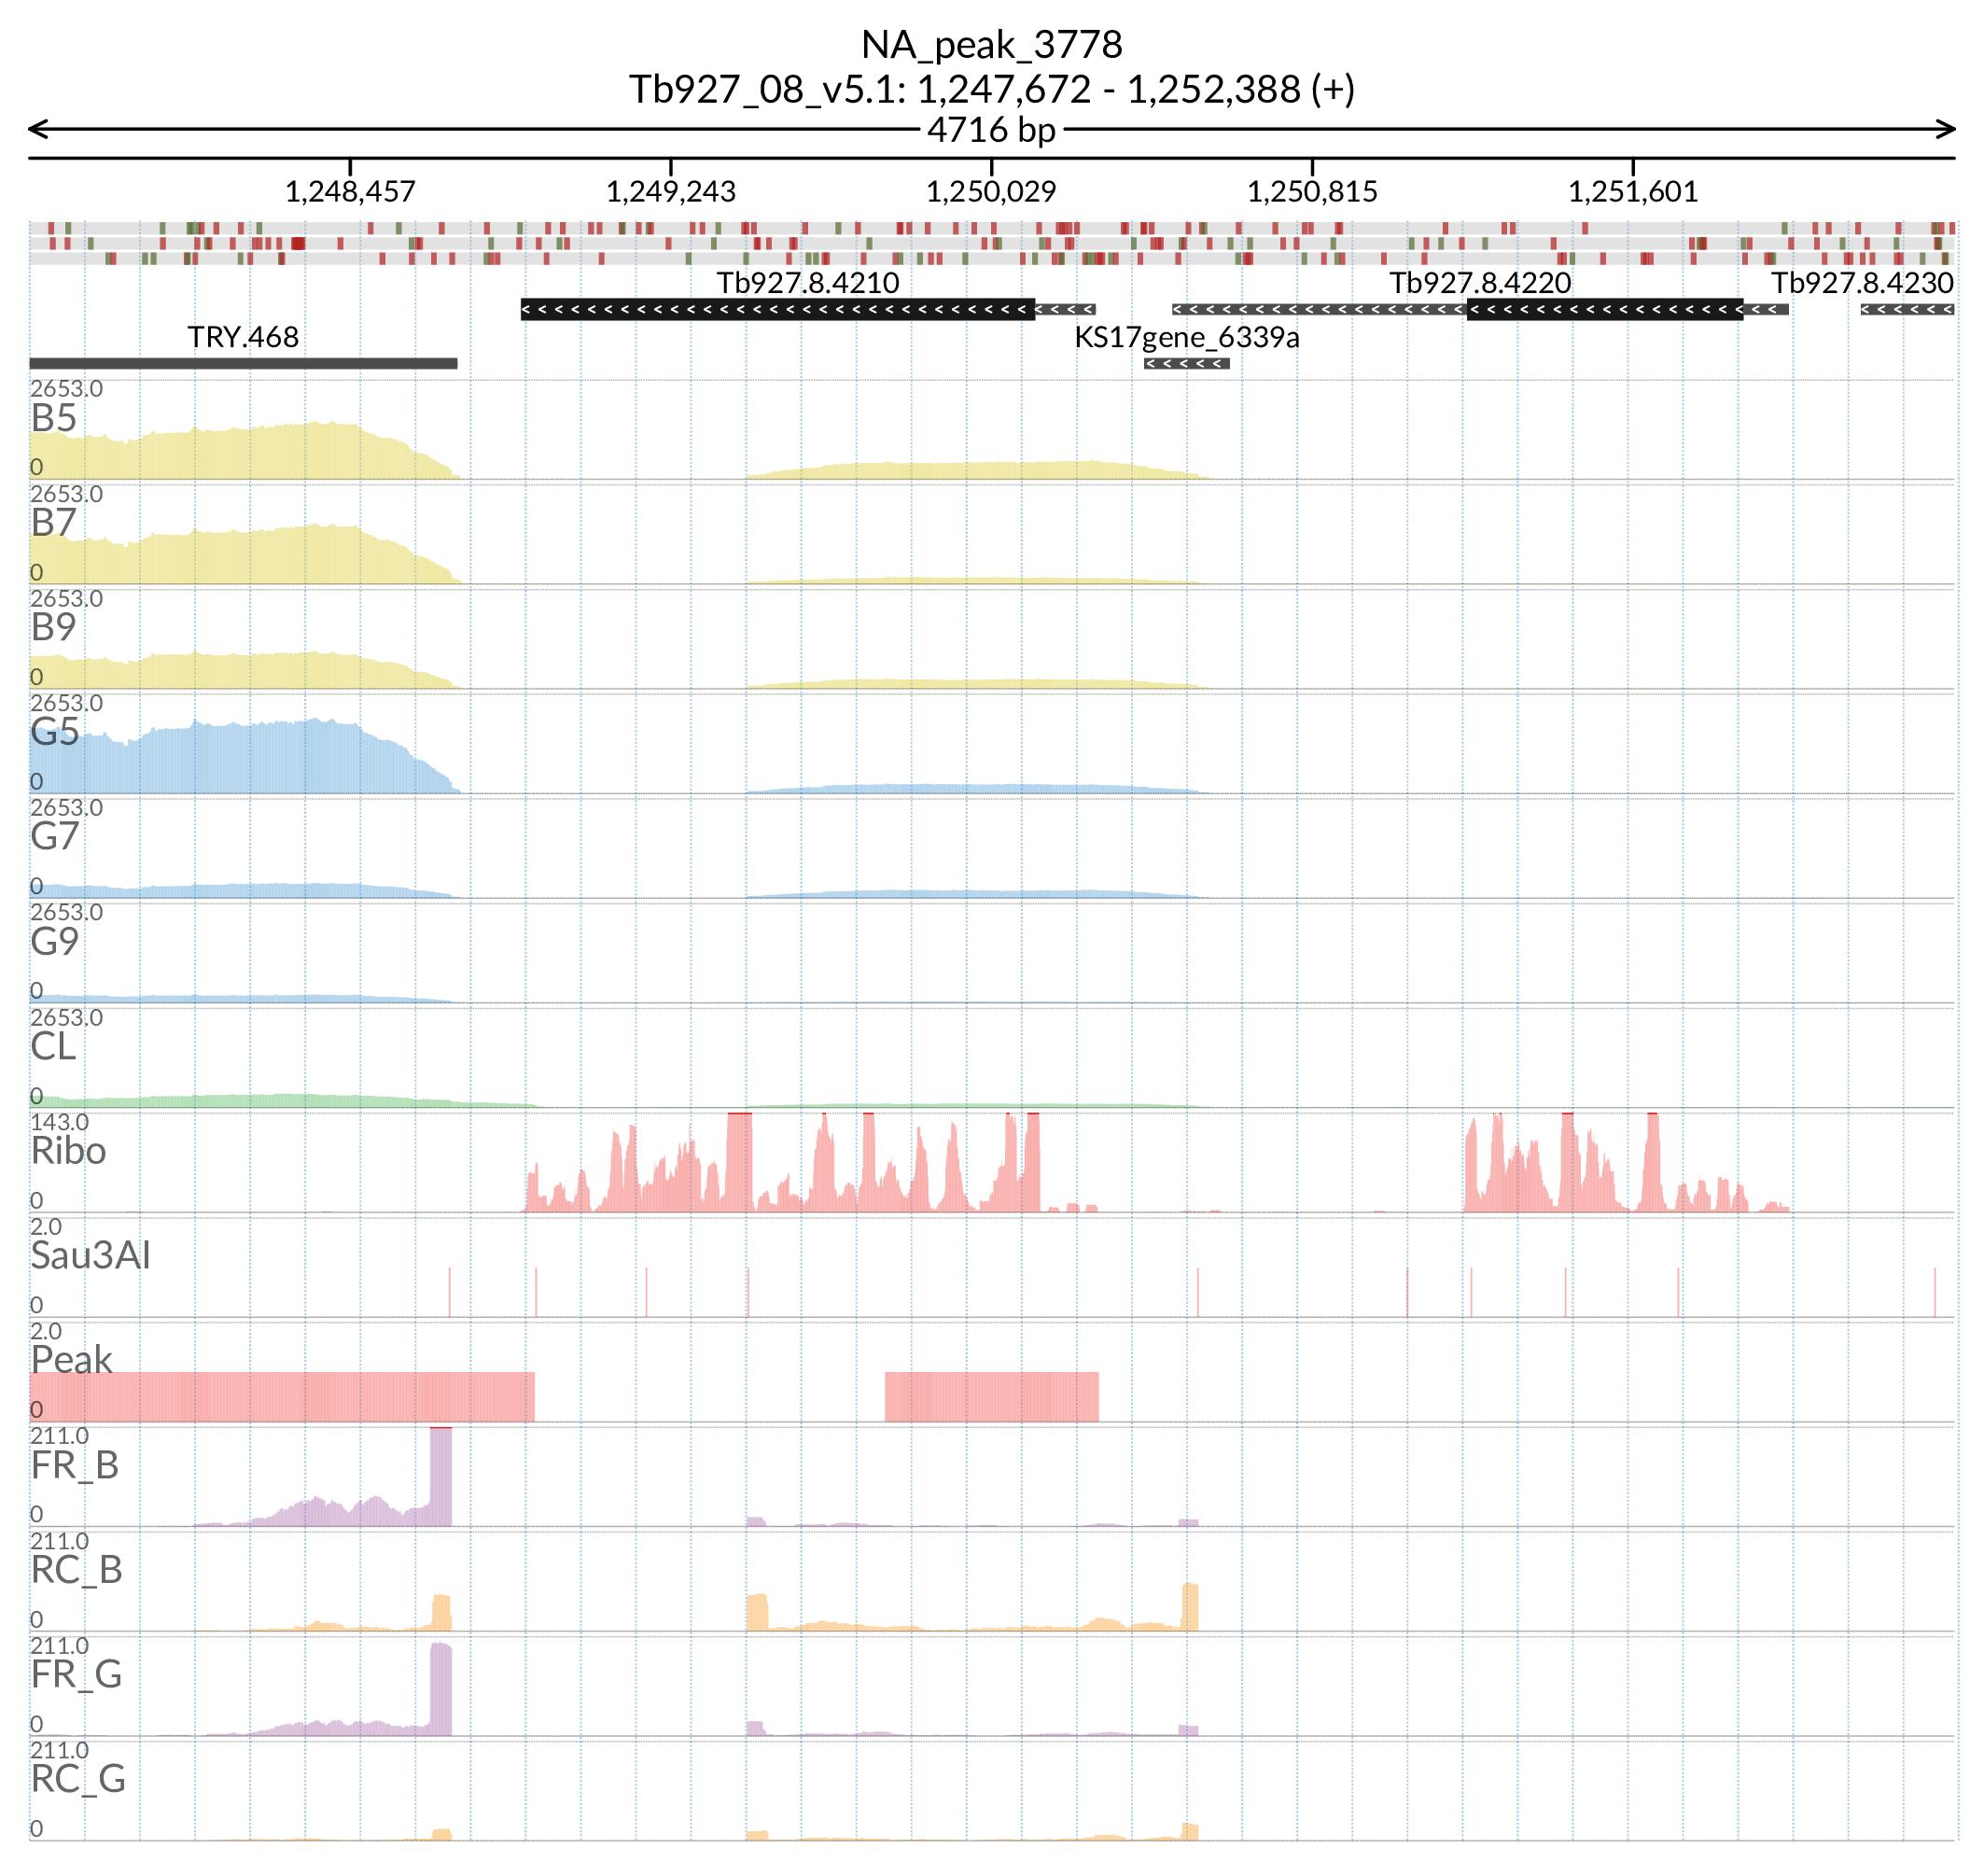 NA_peak_3778
Tb927_08_v5.1: 1,247,672 - 1,252,388 (+)
4716 bp
1,248,457 1,249,243 1,250,029 1,250,815 1,251,601
Tb927.8.4210 Tb927.8.4220 Tb927.8.4230
TRY.468 KS17gene_6339a
2653.0
B5
0
2653.0
B7
0
2653.0
B9
0
2653.0
G5
0
2653.0
G7
0
2653.0
G9
0
2653.0
CL
0
143.0
Ribo
0
2.0
Sau3AI
0
2.0
Peak
0
211.0
FR_B
0
211.0
RC_B
0
211.0
FR_G
0
211.0
RC_G
0